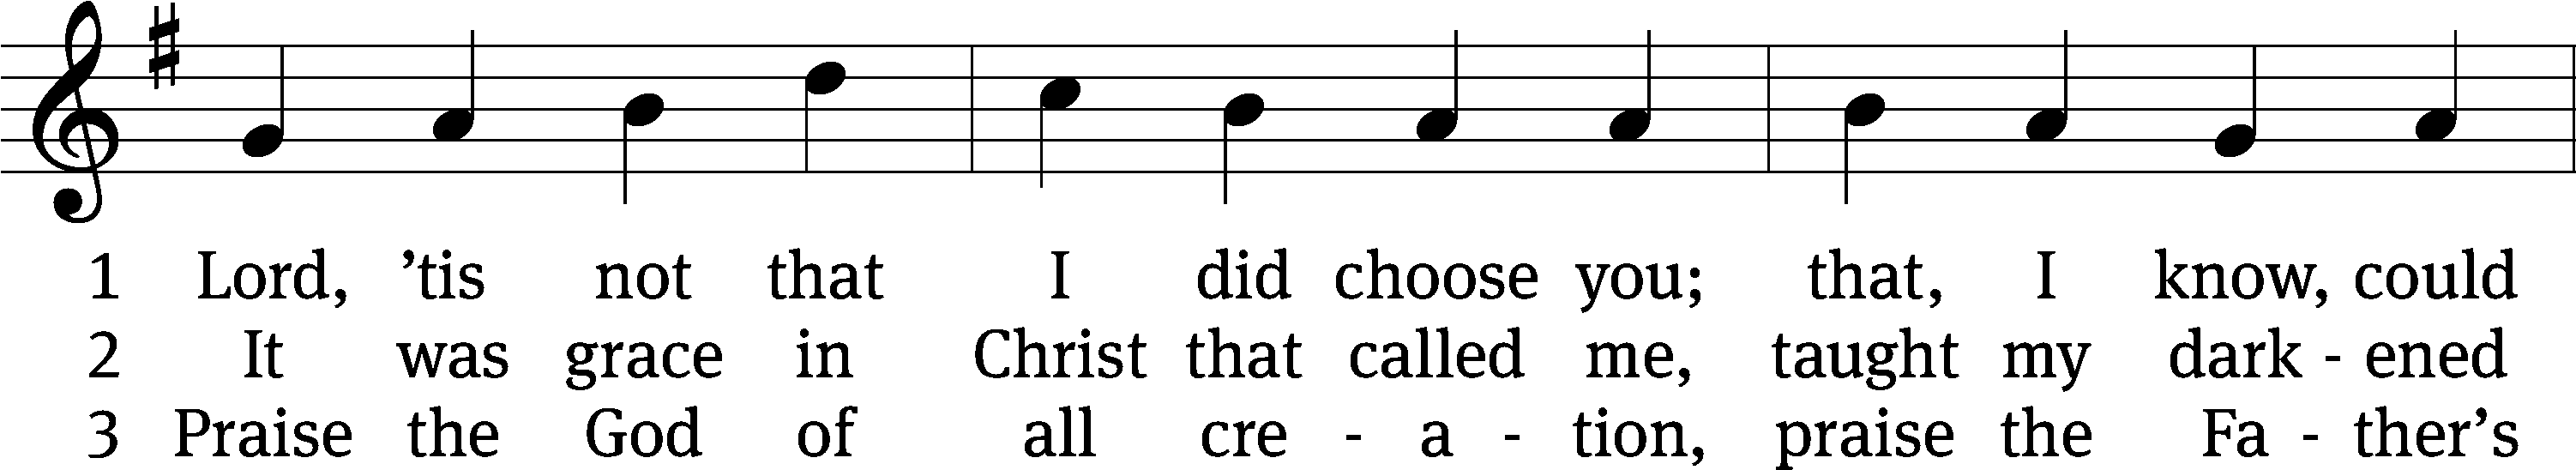 1 Lord, ’tis not that I did choose you; that, I know, could
2 It was grace in Christ that called me, taught my dark - ened
3 Praise the God of all cre - a - tion, praise the Fa - ther’s